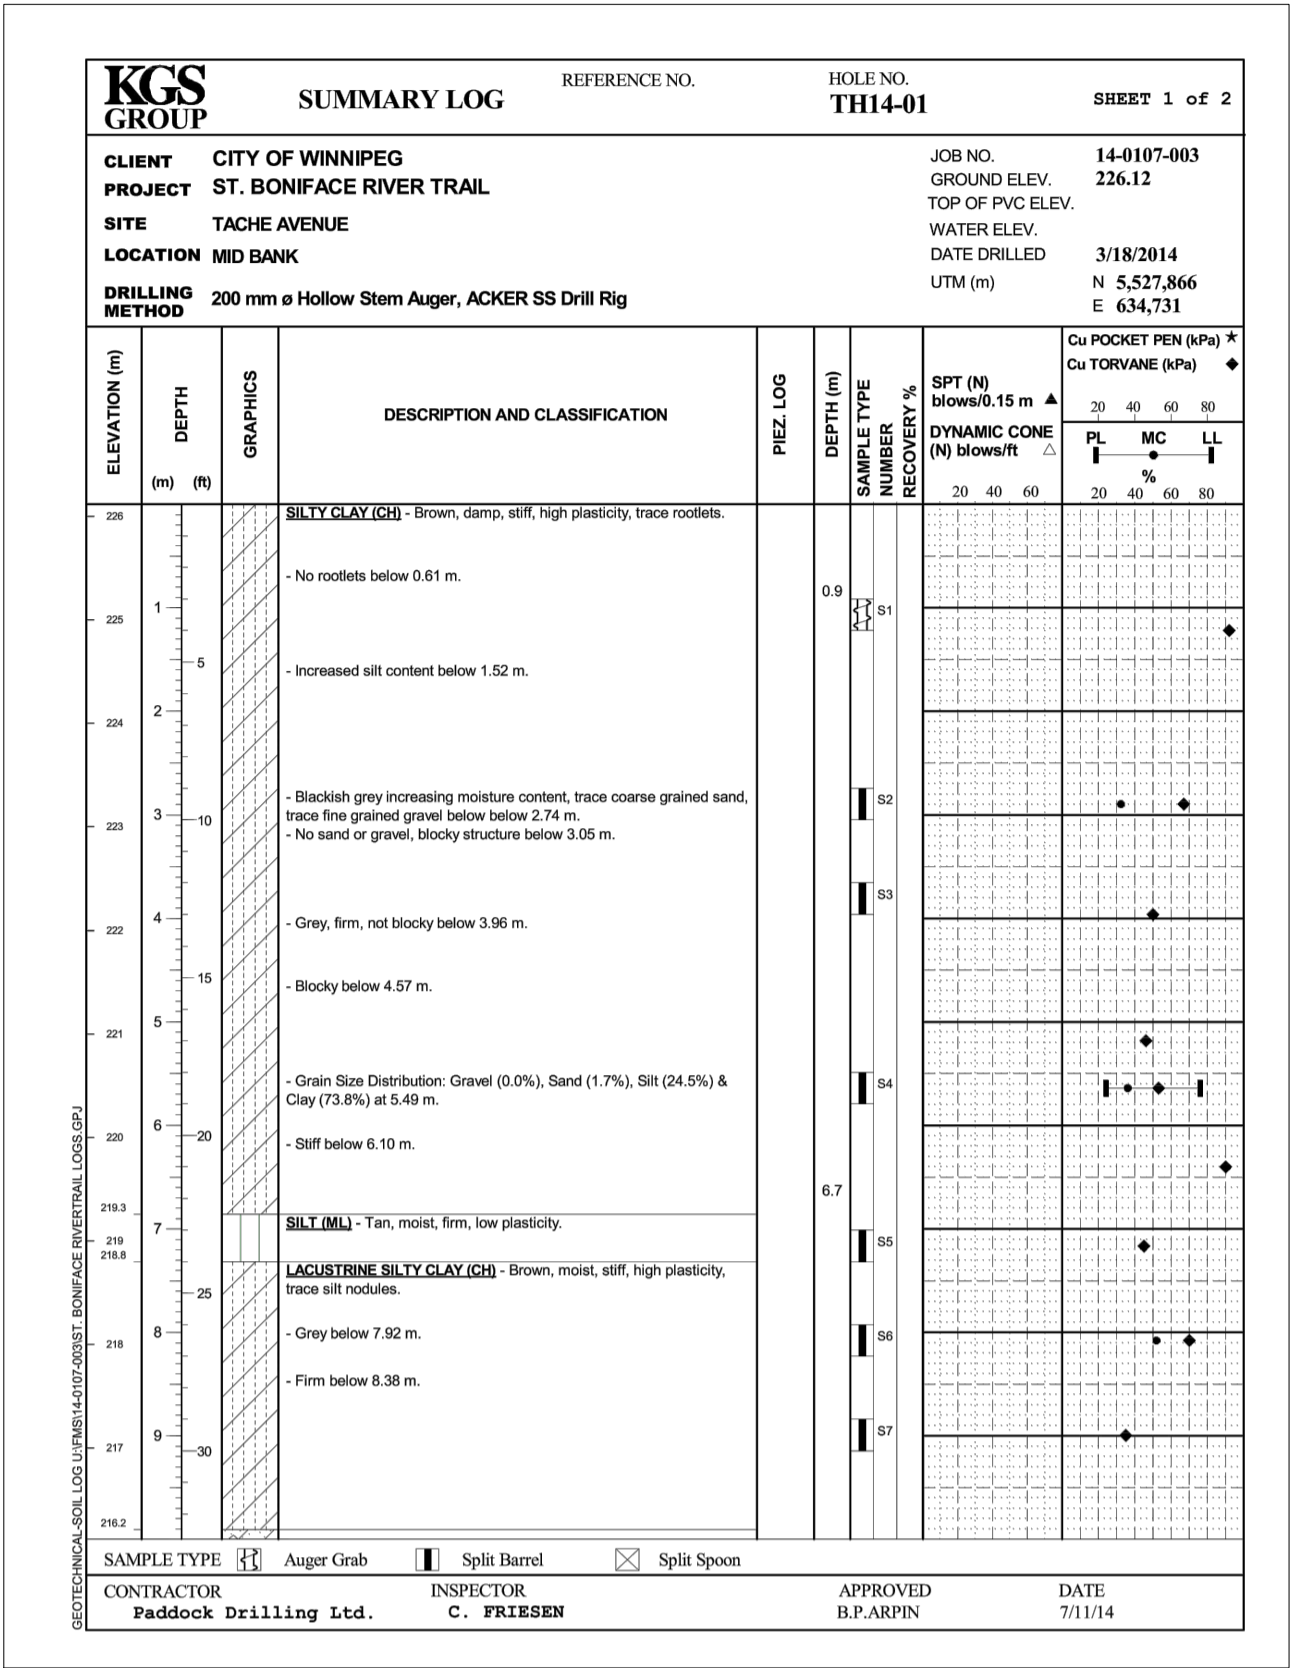 KGS
GROUP
SUMMARY LOG
REFERENCE NO.
HOLE NO.
TH14-01
SHEET 1 of 2
CLIENT CITY OF WINNIPEG
PROJECT ST. BONIFACE RIVER TRAIL
SITE TACHE AVENUE
LOCATION MID BANK
DRILLING METHOD 200 mm ø Hollow Stem Auger, ACKER SS Drill Rig
JOB NO. 14-0107-003
GROUND ELEV. 226.12
TOP OF PVC ELEV.
WATER ELEV.
DATE DRILLED 3/18/2014
UTM (m) N 5,527,866
E 634,731
ELEVATION (m)
DEPTH
(m) (ft)
GRAPHICS
DESCRIPTION AND CLASSIFICATION
PIEZ. LOG
DEPTH (m)
SAMPLE TYPE
NUMBER
RECOVERY %
SPT (N)
blows/0.15 m ▲
DYNAMIC CONE
(N) blows/ft △
20 40 60
Cu POCKET PEN (kPa) ★
Cu TORVANE (kPa) ◆
20 40 60 80
PL MC LL
%
20 40 60 80
226
SILTY CLAY (CH) - Brown, damp, stiff, high plasticity, trace rootlets.
- No rootlets below 0.61 m.
0.9
1
S1
225
5
- Increased silt content below 1.52 m.
2
224
- Blackish grey increasing moisture content, trace coarse grained sand,
trace fine grained gravel below below 2.74 m.
S2
3
10
223
- No sand or gravel, blocky structure below 3.05 m.
S3
4
- Grey, firm, not blocky below 3.96 m.
222
15
- Blocky below 4.57 m.
5
221
- Grain Size Distribution: Gravel (0.0%), Sand (1.7%), Silt (24.5%) &
Clay (73.8%) at 5.49 m.
S4
6
220
20
- Stiff below 6.10 m.
6.7
219.3
7
SILT (ML) - Tan, moist, firm, low plasticity.
219
S5
218.8
LACUSTRINE SILTY CLAY (CH) - Brown, moist, stiff, high plasticity,
trace silt nodules.
25
8
- Grey below 7.92 m.
S6
218
- Firm below 8.38 m.
9
S7
217
30
216.2
SAMPLE TYPE Auger Grab Split Barrel Split Spoon
CONTRACTOR
Paddock Drilling Ltd.
INSPECTOR
C. FRIESEN
APPROVED
B.P.ARPIN
DATE
7/11/14
GEOTECHNICAL-SOIL LOG U:\FMS\14-0107-003\ST. BONIFACE RIVERTRAIL LOGS.GPJ